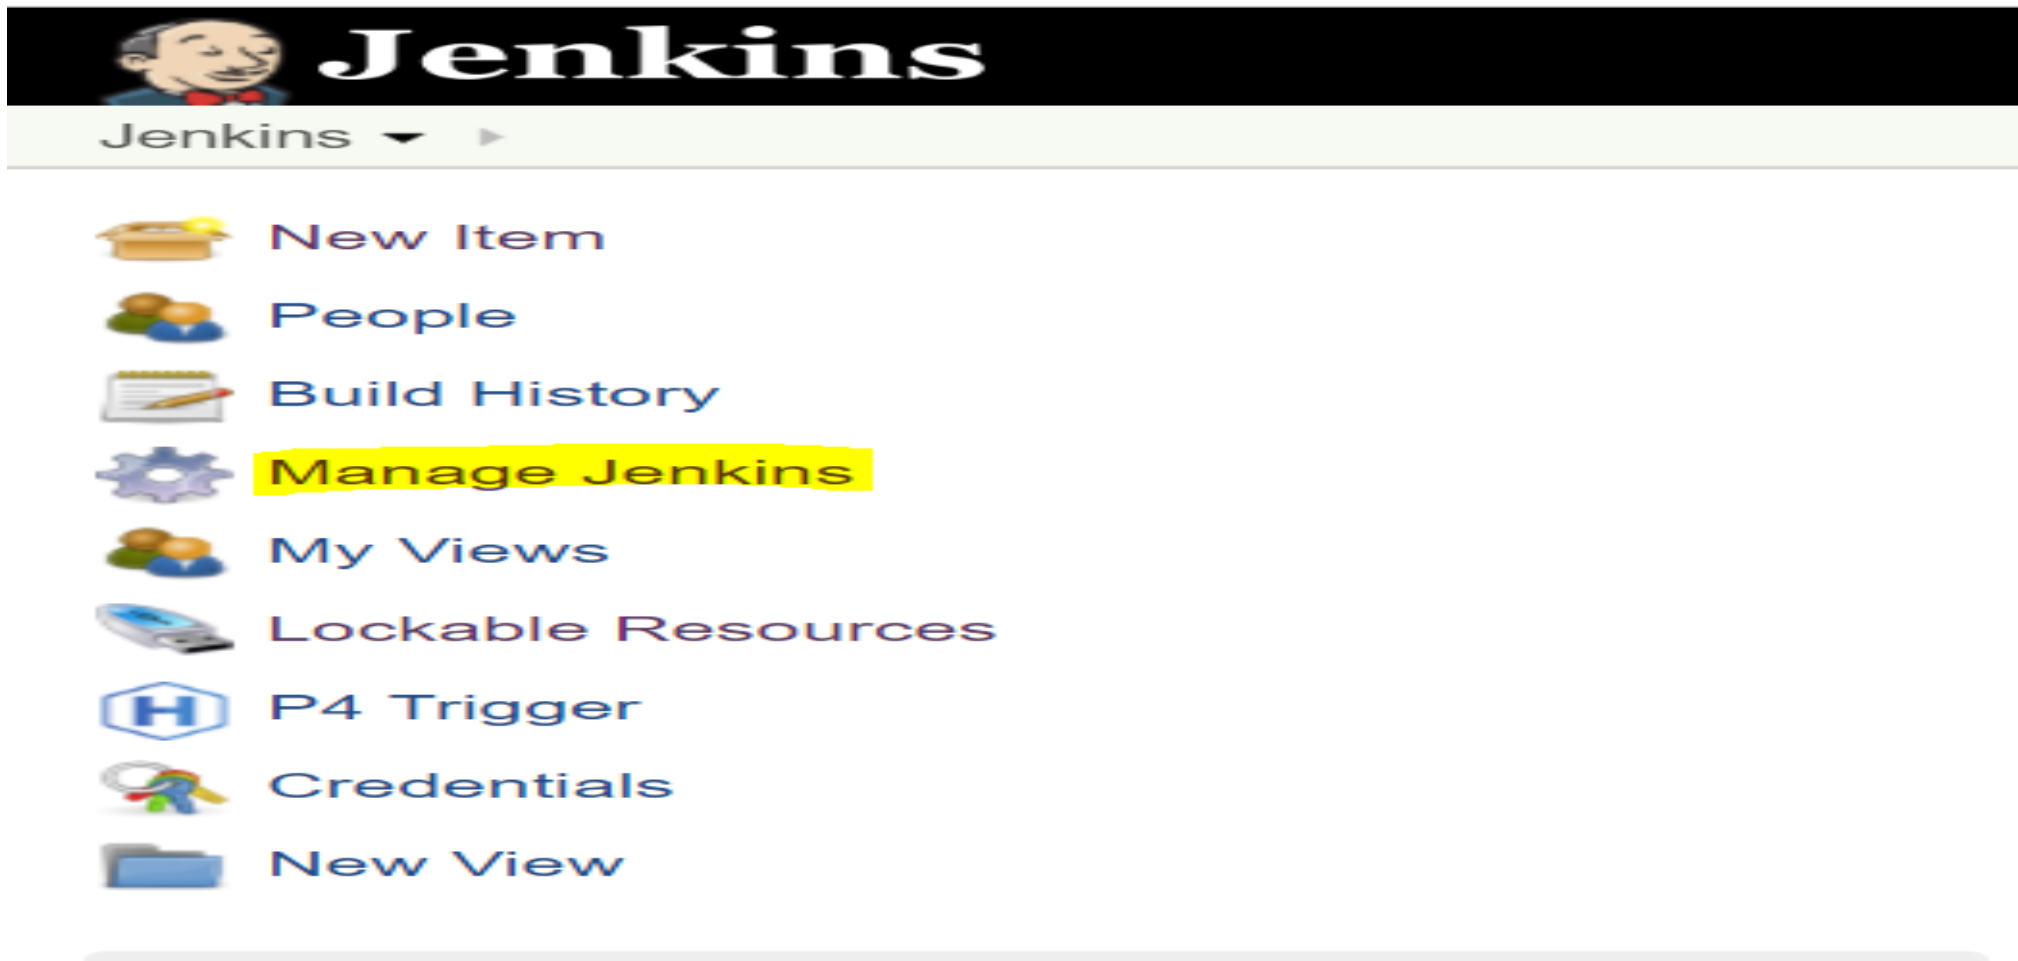 Jenkins
Jenkins
New Item
People
Build History
Manage Jenkins
My Views
Lockable Resources
P4 Trigger
Credentials
New View